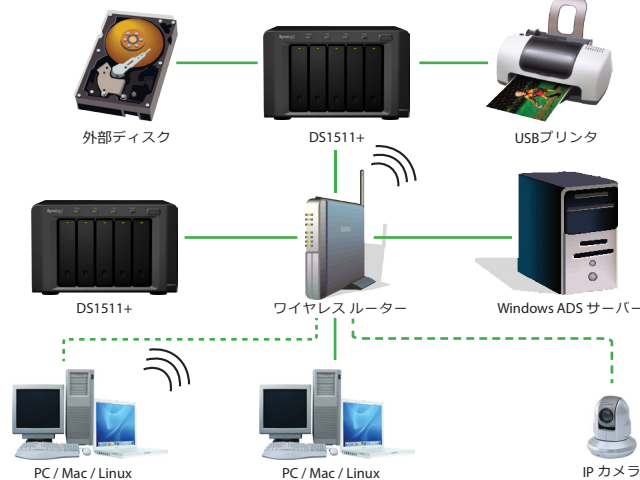 外部ディスク
DS1511+
USBプリンタ
DS1511+
ワイヤレス ルーター
Windows ADS サーバー
PC / Mac / Linux
PC / Mac / Linux
IP カメラ